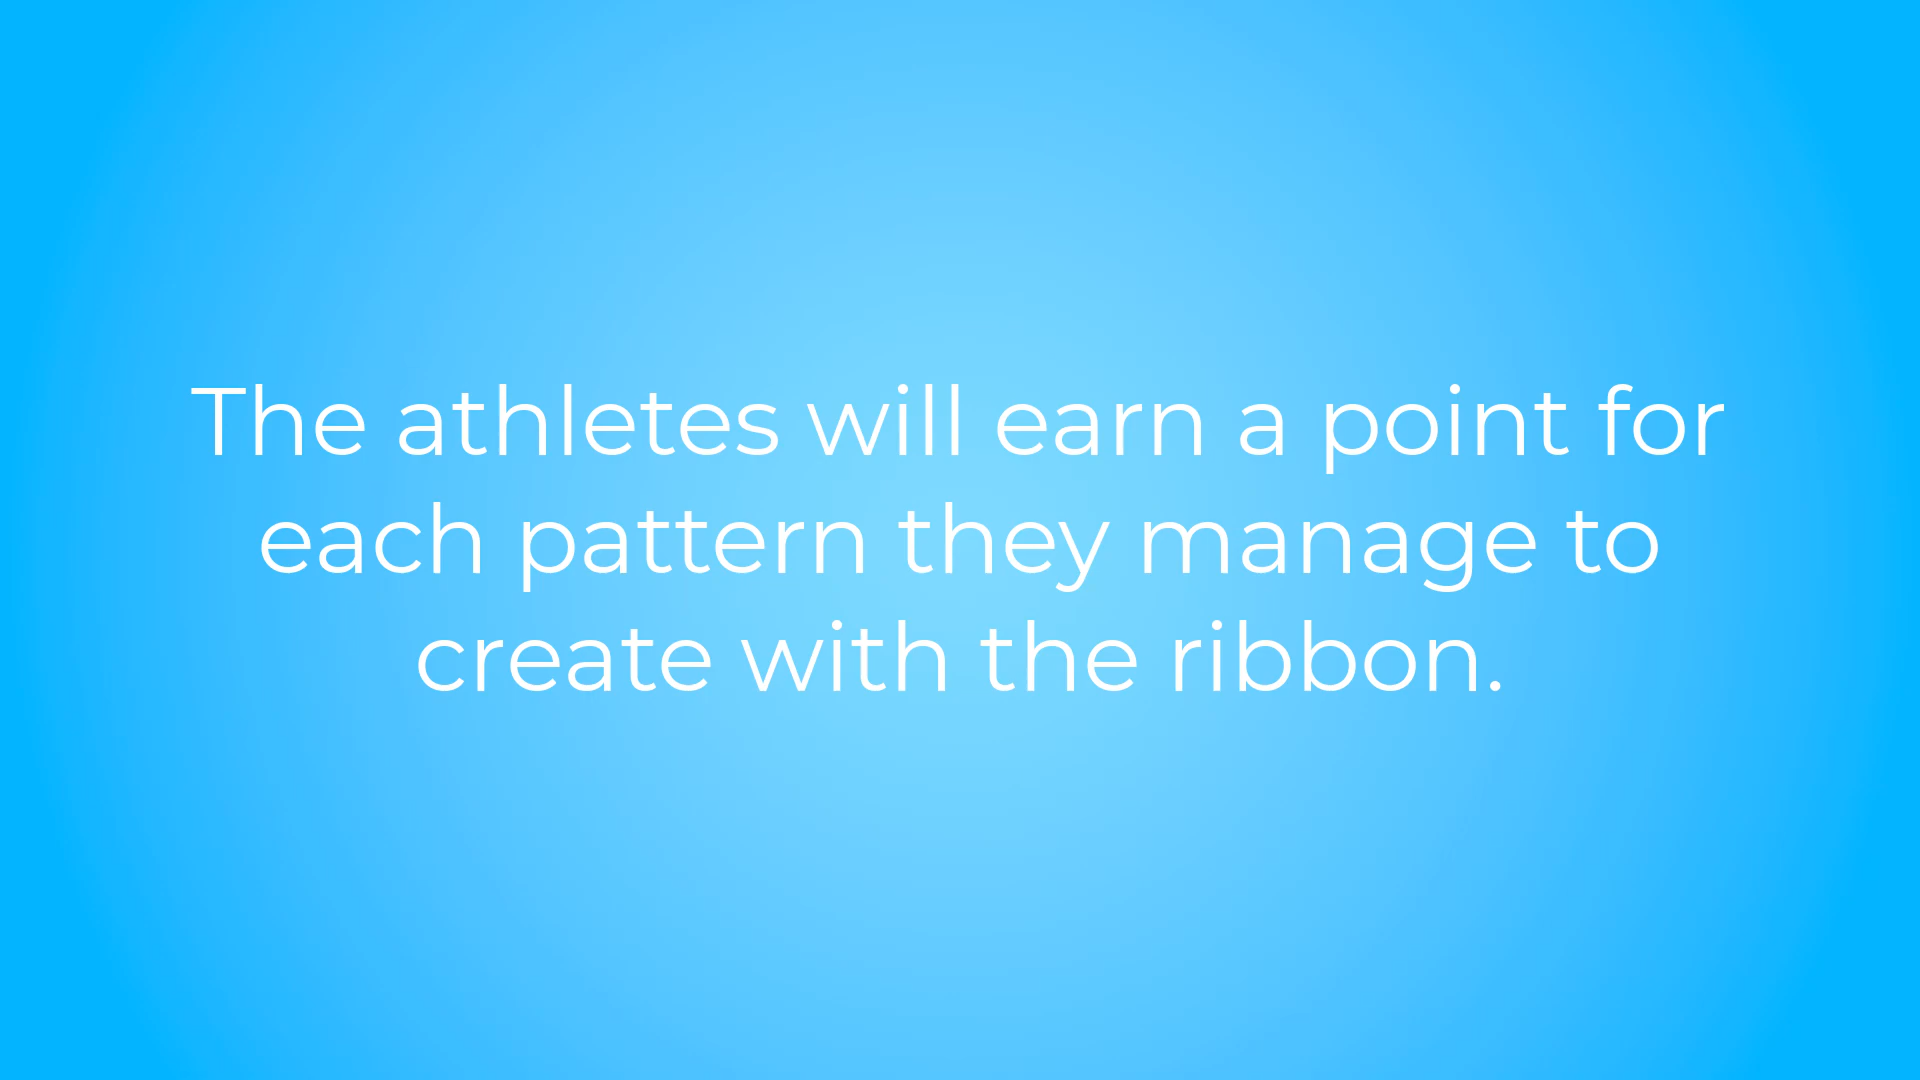 The athletes will earn a point for
each pattern they manage to
create with the ribbon.